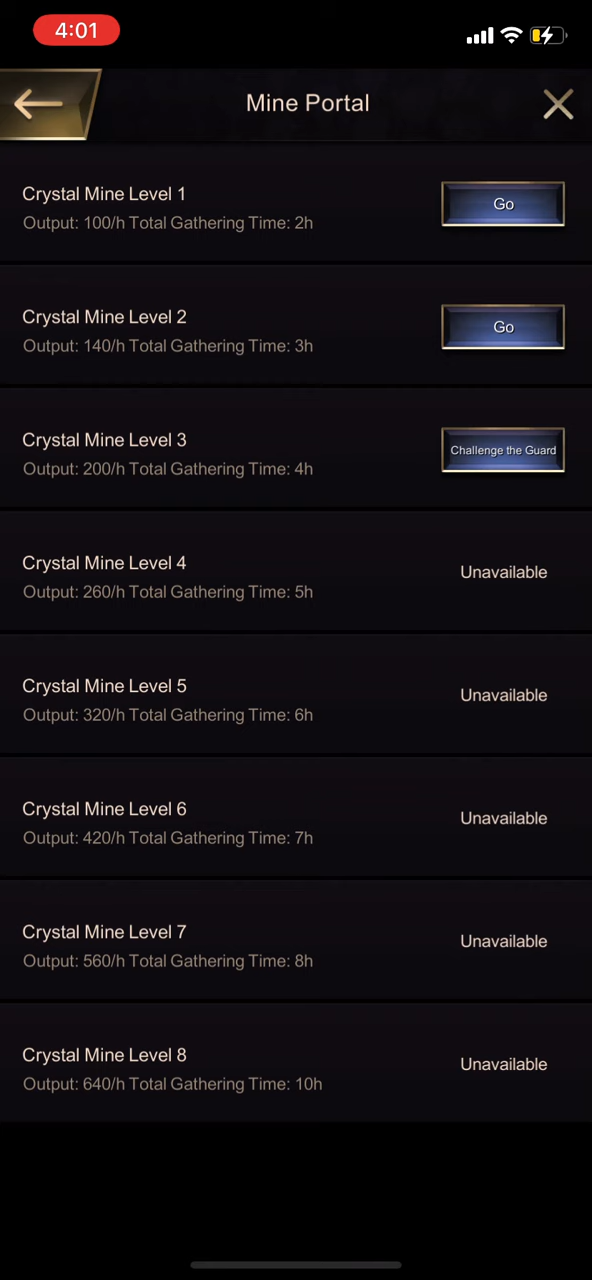 4:01
Mine Portal
Crystal Mine Level 1
Output: 100/h Total Gathering Time: 2h
Go
Crystal Mine Level 2
Output: 140/h Total Gathering Time: 3h
Go
Crystal Mine Level 3
Output: 200/h Total Gathering Time: 4h
Challenge the Guard
Crystal Mine Level 4
Output: 260/h Total Gathering Time: 5h
Unavailable
Crystal Mine Level 5
Output: 320/h Total Gathering Time: 6h
Unavailable
Crystal Mine Level 6
Output: 420/h Total Gathering Time: 7h
Unavailable
Crystal Mine Level 7
Output: 560/h Total Gathering Time: 8h
Unavailable
Crystal Mine Level 8
Output: 640/h Total Gathering Time: 10h
Unavailable